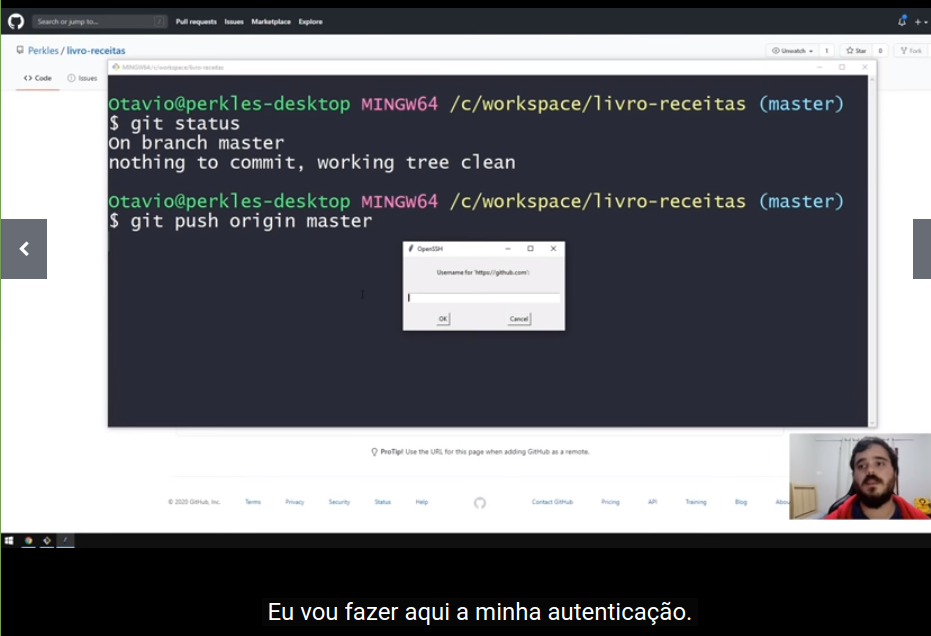 Search or jump to...
Pull requests Issues Marketplace Explore
Perkles / livro-receitas
Unwatch 1 Star 0 Fork
Code Issues
MINGW64:/c/workspace/livro-receitas
Otavio@perkles-desktop MINGW64 /c/workspace/livro-receitas (master)
$ git status
On branch master
nothing to commit, working tree clean
Otavio@perkles-desktop MINGW64 /c/workspace/livro-receitas (master)
$ git push origin master
OpenSSH
Username for 'https://github.com':
OK Cancel
ProTip! Use the URL for this page when adding GitHub as a remote.
© 2020 GitHub, Inc. Terms Privacy Security Status Help Contact GitHub Pricing API Training Blog Abou
Eu vou fazer aqui a minha autenticação.